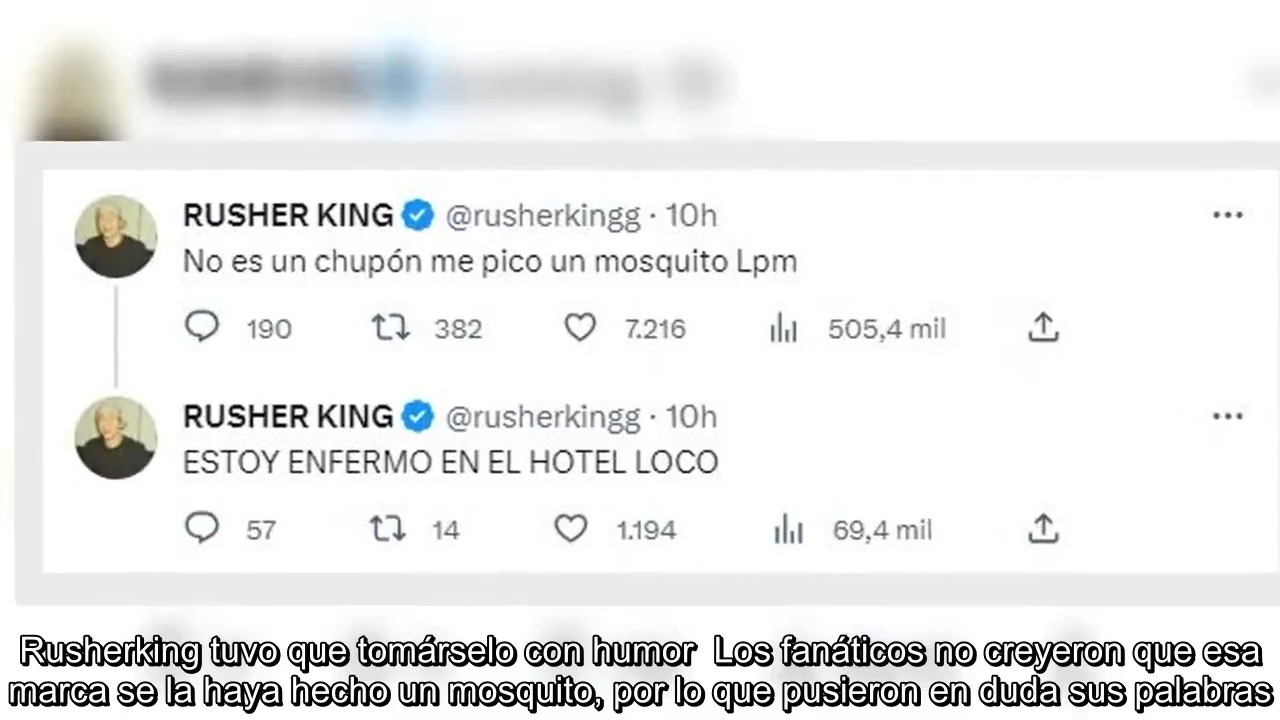 RUSHER KING @rusherkingg · 10h
No es un chupón me pico un mosquito Lpm
190 382 7.216 505,4 mil
RUSHER KING @rusherkingg · 10h
ESTOY ENFERMO EN EL HOTEL LOCO
57 14 1.194 69,4 mil
Rusherking tuvo que tomárselo con humor Los fanáticos no creyeron que esa
marca se la haya hecho un mosquito, por lo que pusieron en duda sus palabras